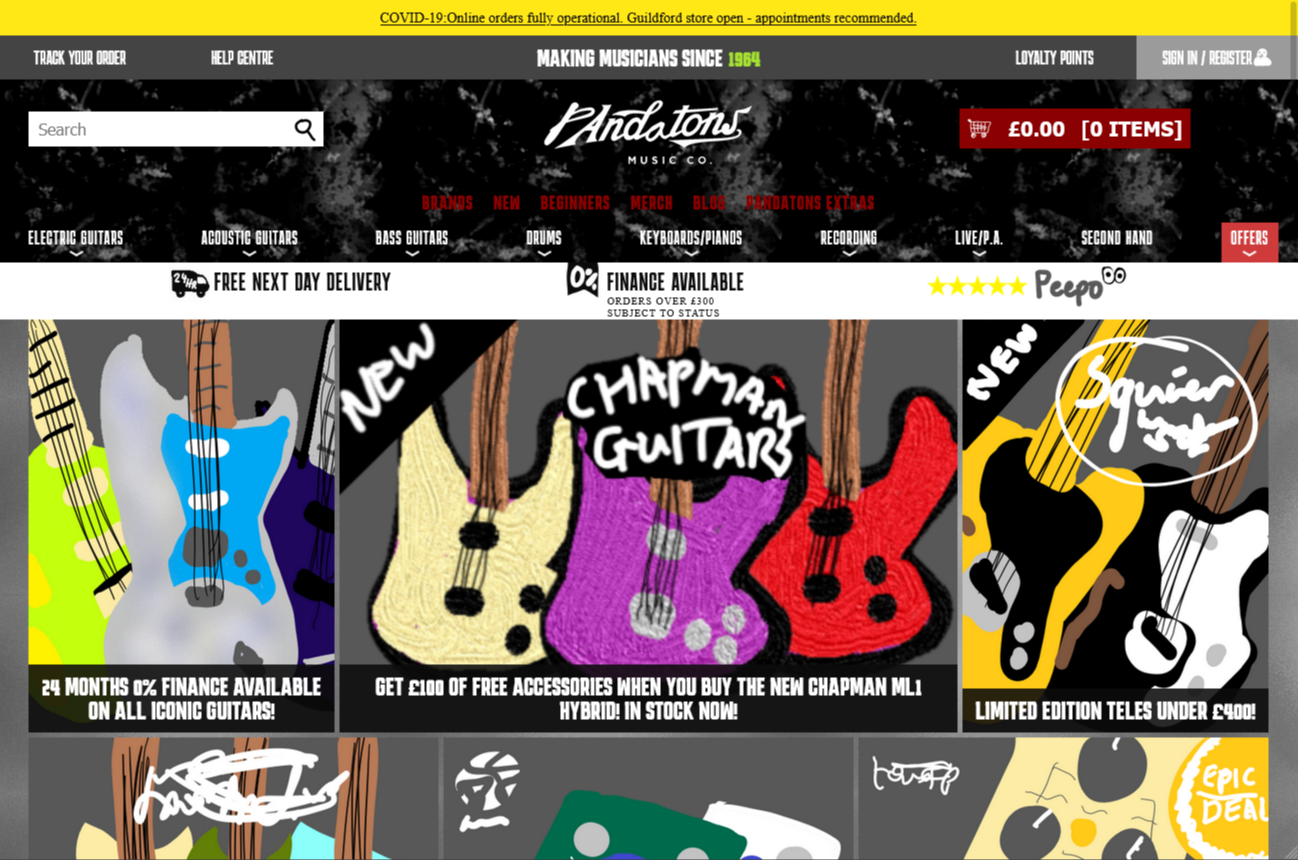 COVID-19:Online orders fully operational. Guildford store open - appointments recommended.
TRACK YOUR ORDER
HELP CENTRE
MAKING MUSICIANS SINCE 1964
LOYALTY POINTS
SIGN IN / REGISTER
Search
PAndatons
MUSIC CO.
£0.00 [0 ITEMS]
BRANDS NEW BEGINNERS MERCH BLOG PANDATONS EXTRAS
ELECTRIC GUITARS ACOUSTIC GUITARS BASS GUITARS DRUMS KEYBOARDS/PIANOS RECORDING LIVE/P.A. SECOND HAND OFFERS
24HR FREE NEXT DAY DELIVERY
0% FINANCE AVAILABLE
ORDERS OVER £300
SUBJECT TO STATUS
Peepo
24 MONTHS 0% FINANCE AVAILABLE
ON ALL ICONIC GUITARS!
NEW
CHAPMAN
GUITARS
GET £100 OF FREE ACCESSORIES WHEN YOU BUY THE NEW CHAPMAN ML1
HYBRID! IN STOCK NOW!
NEW
Squier
LIMITED EDITION TELES UNDER £400!
EPIC
DEAL